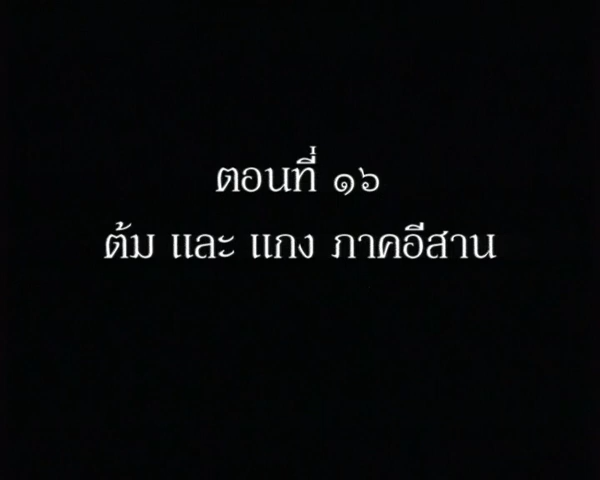 ตอนที่ ๑๖
ต้ม และ แกง ภาคอีสาน